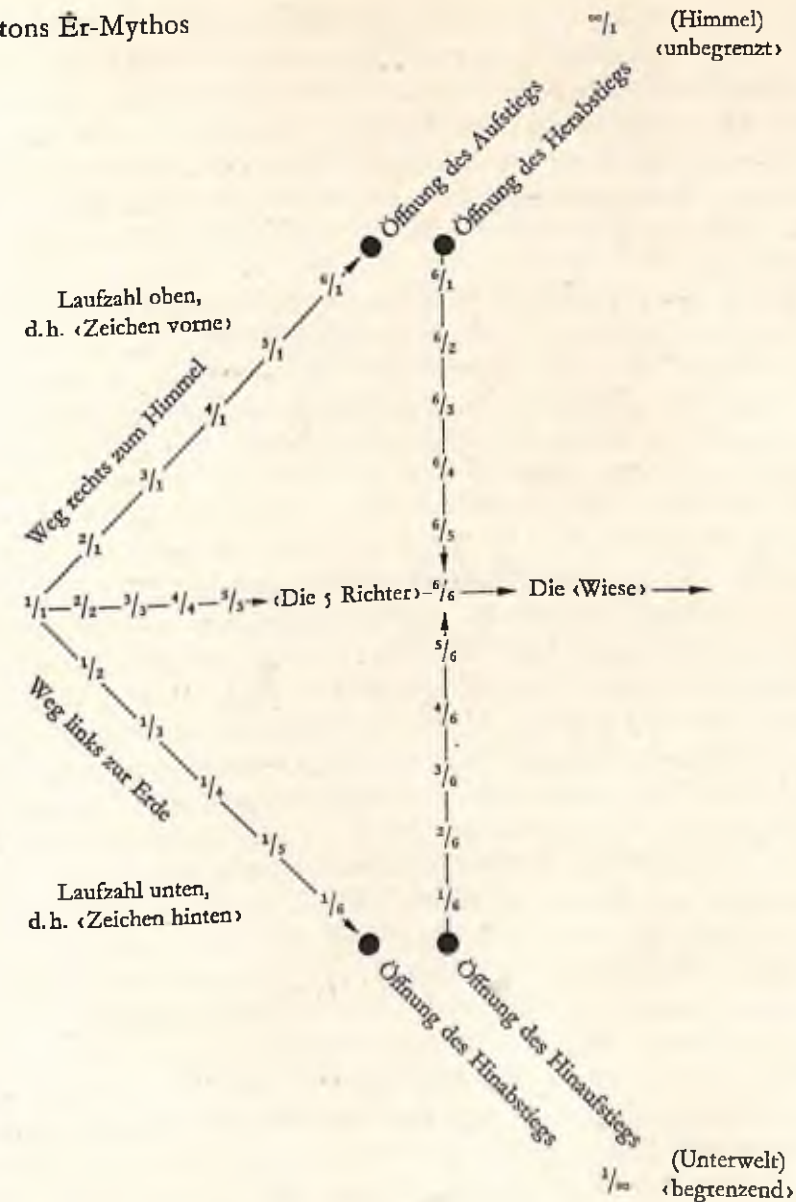 tons Er-Mythos
∞/1 (Himmel)
‹unbegrenzt›
Öffnung des Aufstiegs
Öffnung des Herabstiegs
Laufzahl oben,
d.h. ‹Zeichen vorne›
Weg rechts zum Himmel
6/1
5/1
4/1
3/1
2/1
6/1
6/2
6/3
6/4
6/5
1/1—2/2—3/3—4/4—5/5 ‹Die 5 Richter›–6/6 Die ‹Wiese›
1/2
1/3
1/4
1/5
1/6
5/6
4/6
3/6
2/6
1/6
Weg links zur Erde
Laufzahl unten,
d.h. ‹Zeichen hinten›
Öffnung des Hinabstiegs
Öffnung des Hinaufstiegs
1/∞ (Unterwelt)
‹begrenzend›